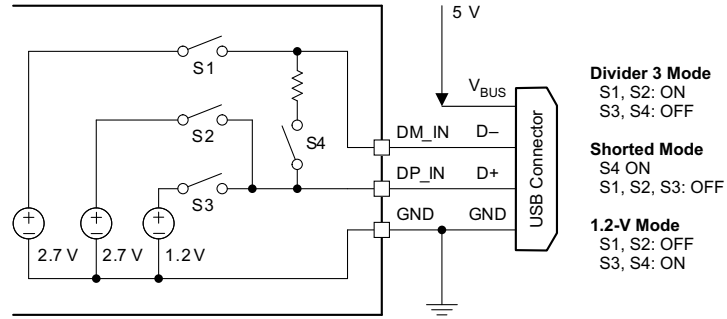 5 V
S1
Divider 3 Mode
S1, S2: ON
S3, S4: OFF
VBUS
S2
S4
DM_IN
D–
Shorted Mode
S4 ON
S1, S2, S3: OFF
DP_IN
D+
S3
USB Connector
GND
GND
1.2-V Mode
S1, S2: OFF
S3, S4: ON
2.7 V
2.7 V
1.2 V